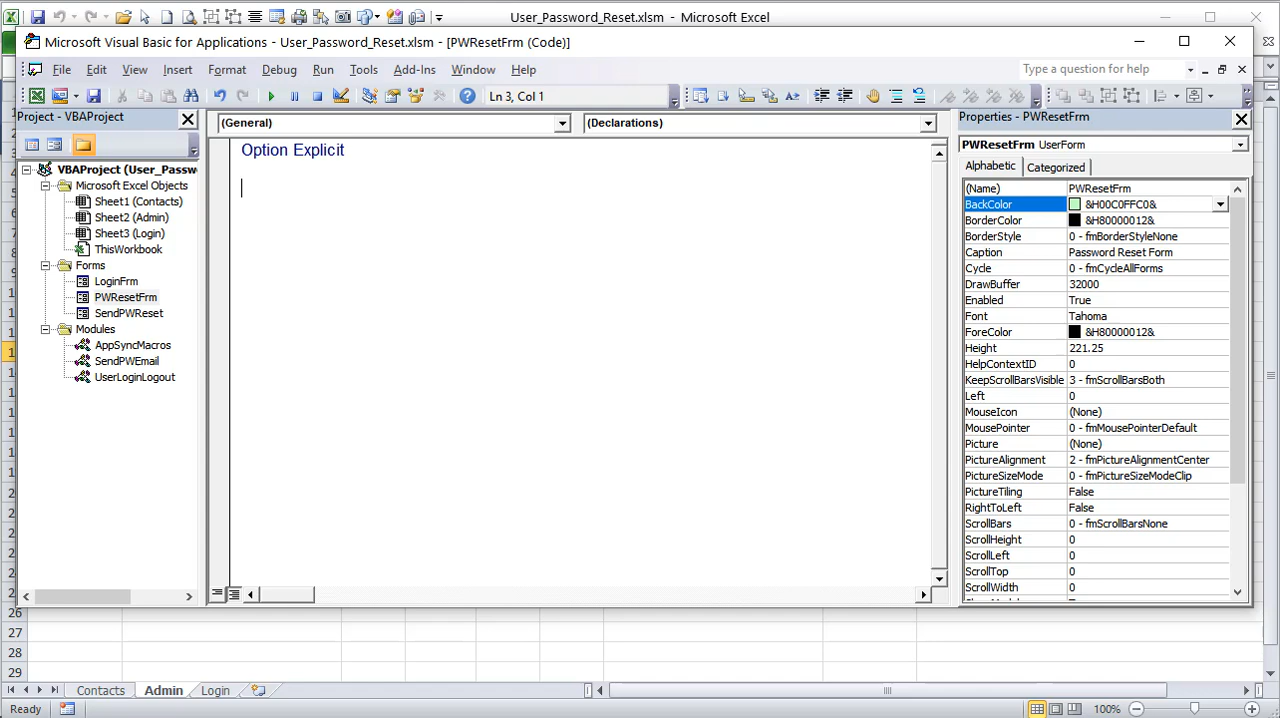 User_Password_Reset.xlsm - Microsoft Excel
Microsoft Visual Basic for Applications - User_Password_Reset.xlsm - [PWResetFrm (Code)]
File Edit View Insert Format Debug Run Tools Add-Ins Window Help
Type a question for help
Ln 3, Col 1
Project - VBAProject
VBAProject (User_Passw
Microsoft Excel Objects
Sheet1 (Contacts)
Sheet2 (Admin)
Sheet3 (Login)
ThisWorkbook
Forms
LoginFrm
PWResetFrm
SendPWReset
Modules
AppSyncMacros
SendPWEmail
UserLoginLogout
(General)
(Declarations)
Option Explicit
Properties - PWResetFrm
PWResetFrm UserForm
Alphabetic Categorized
(Name) PWResetFrm
BackColor &H00C0FFC0&
BorderColor &H80000012&
BorderStyle 0 - fmBorderStyleNone
Caption Password Reset Form
Cycle 0 - fmCycleAllForms
DrawBuffer 32000
Enabled True
Font Tahoma
ForeColor &H80000012&
Height 221.25
HelpContextID 0
KeepScrollBarsVisible 3 - fmScrollBarsBoth
Left 0
MouseIcon (None)
MousePointer 0 - fmMousePointerDefault
Picture (None)
PictureAlignment 2 - fmPictureAlignmentCenter
PictureSizeMode 0 - fmPictureSizeModeClip
PictureTiling False
RightToLeft False
ScrollBars 0 - fmScrollBarsNone
ScrollHeight 0
ScrollLeft 0
ScrollTop 0
ScrollWidth 0
26
27
28
29
Contacts Admin Login
Ready
100%